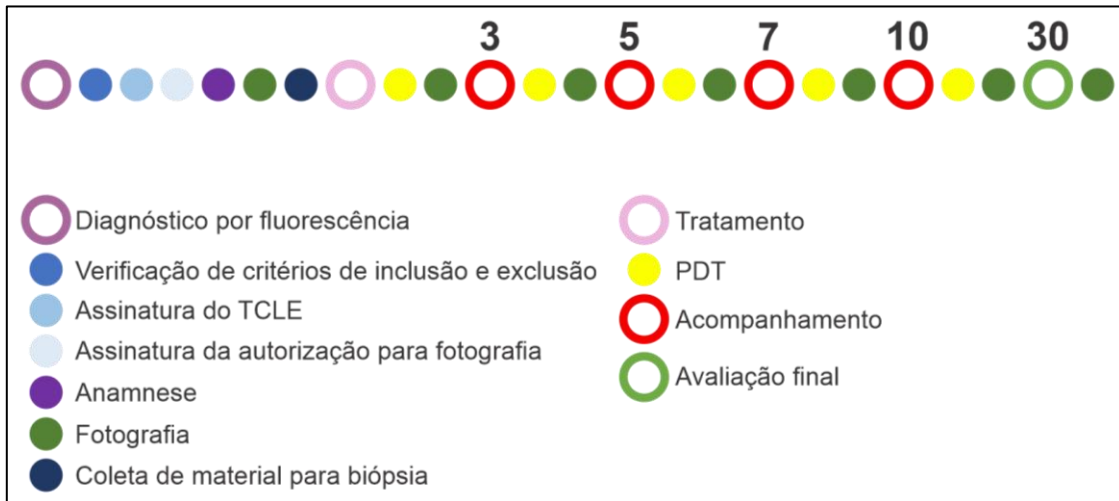 3 5 7 10 30
Diagnóstico por fluorescência
Verificação de critérios de inclusão e exclusão
Assinatura do TCLE
Assinatura da autorização para fotografia
Anamnese
Fotografia
Coleta de material para biópsia
Tratamento
PDT
Acompanhamento
Avaliação final